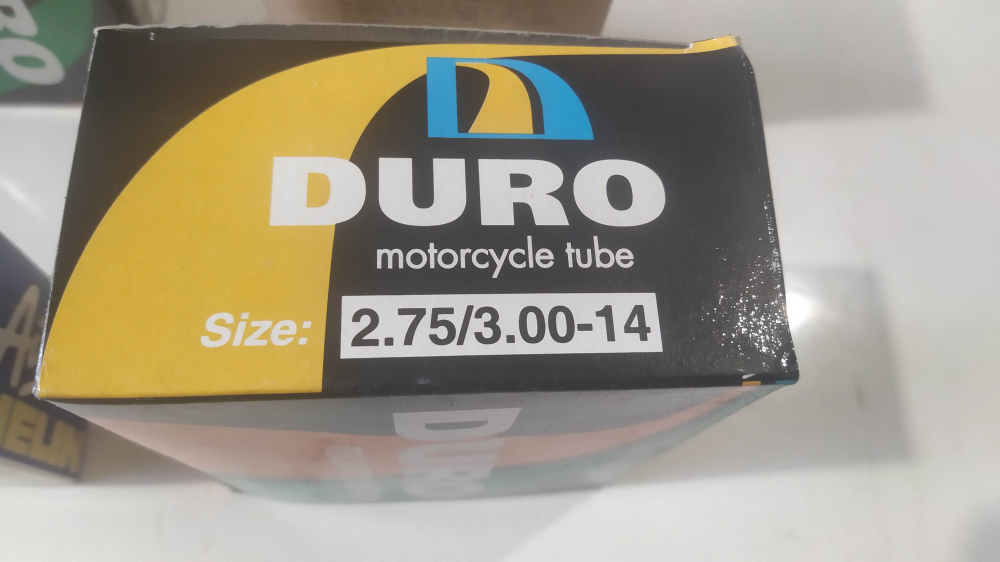 DURO
motorcycle tube
Size: 2.75/3.00-14
DURO